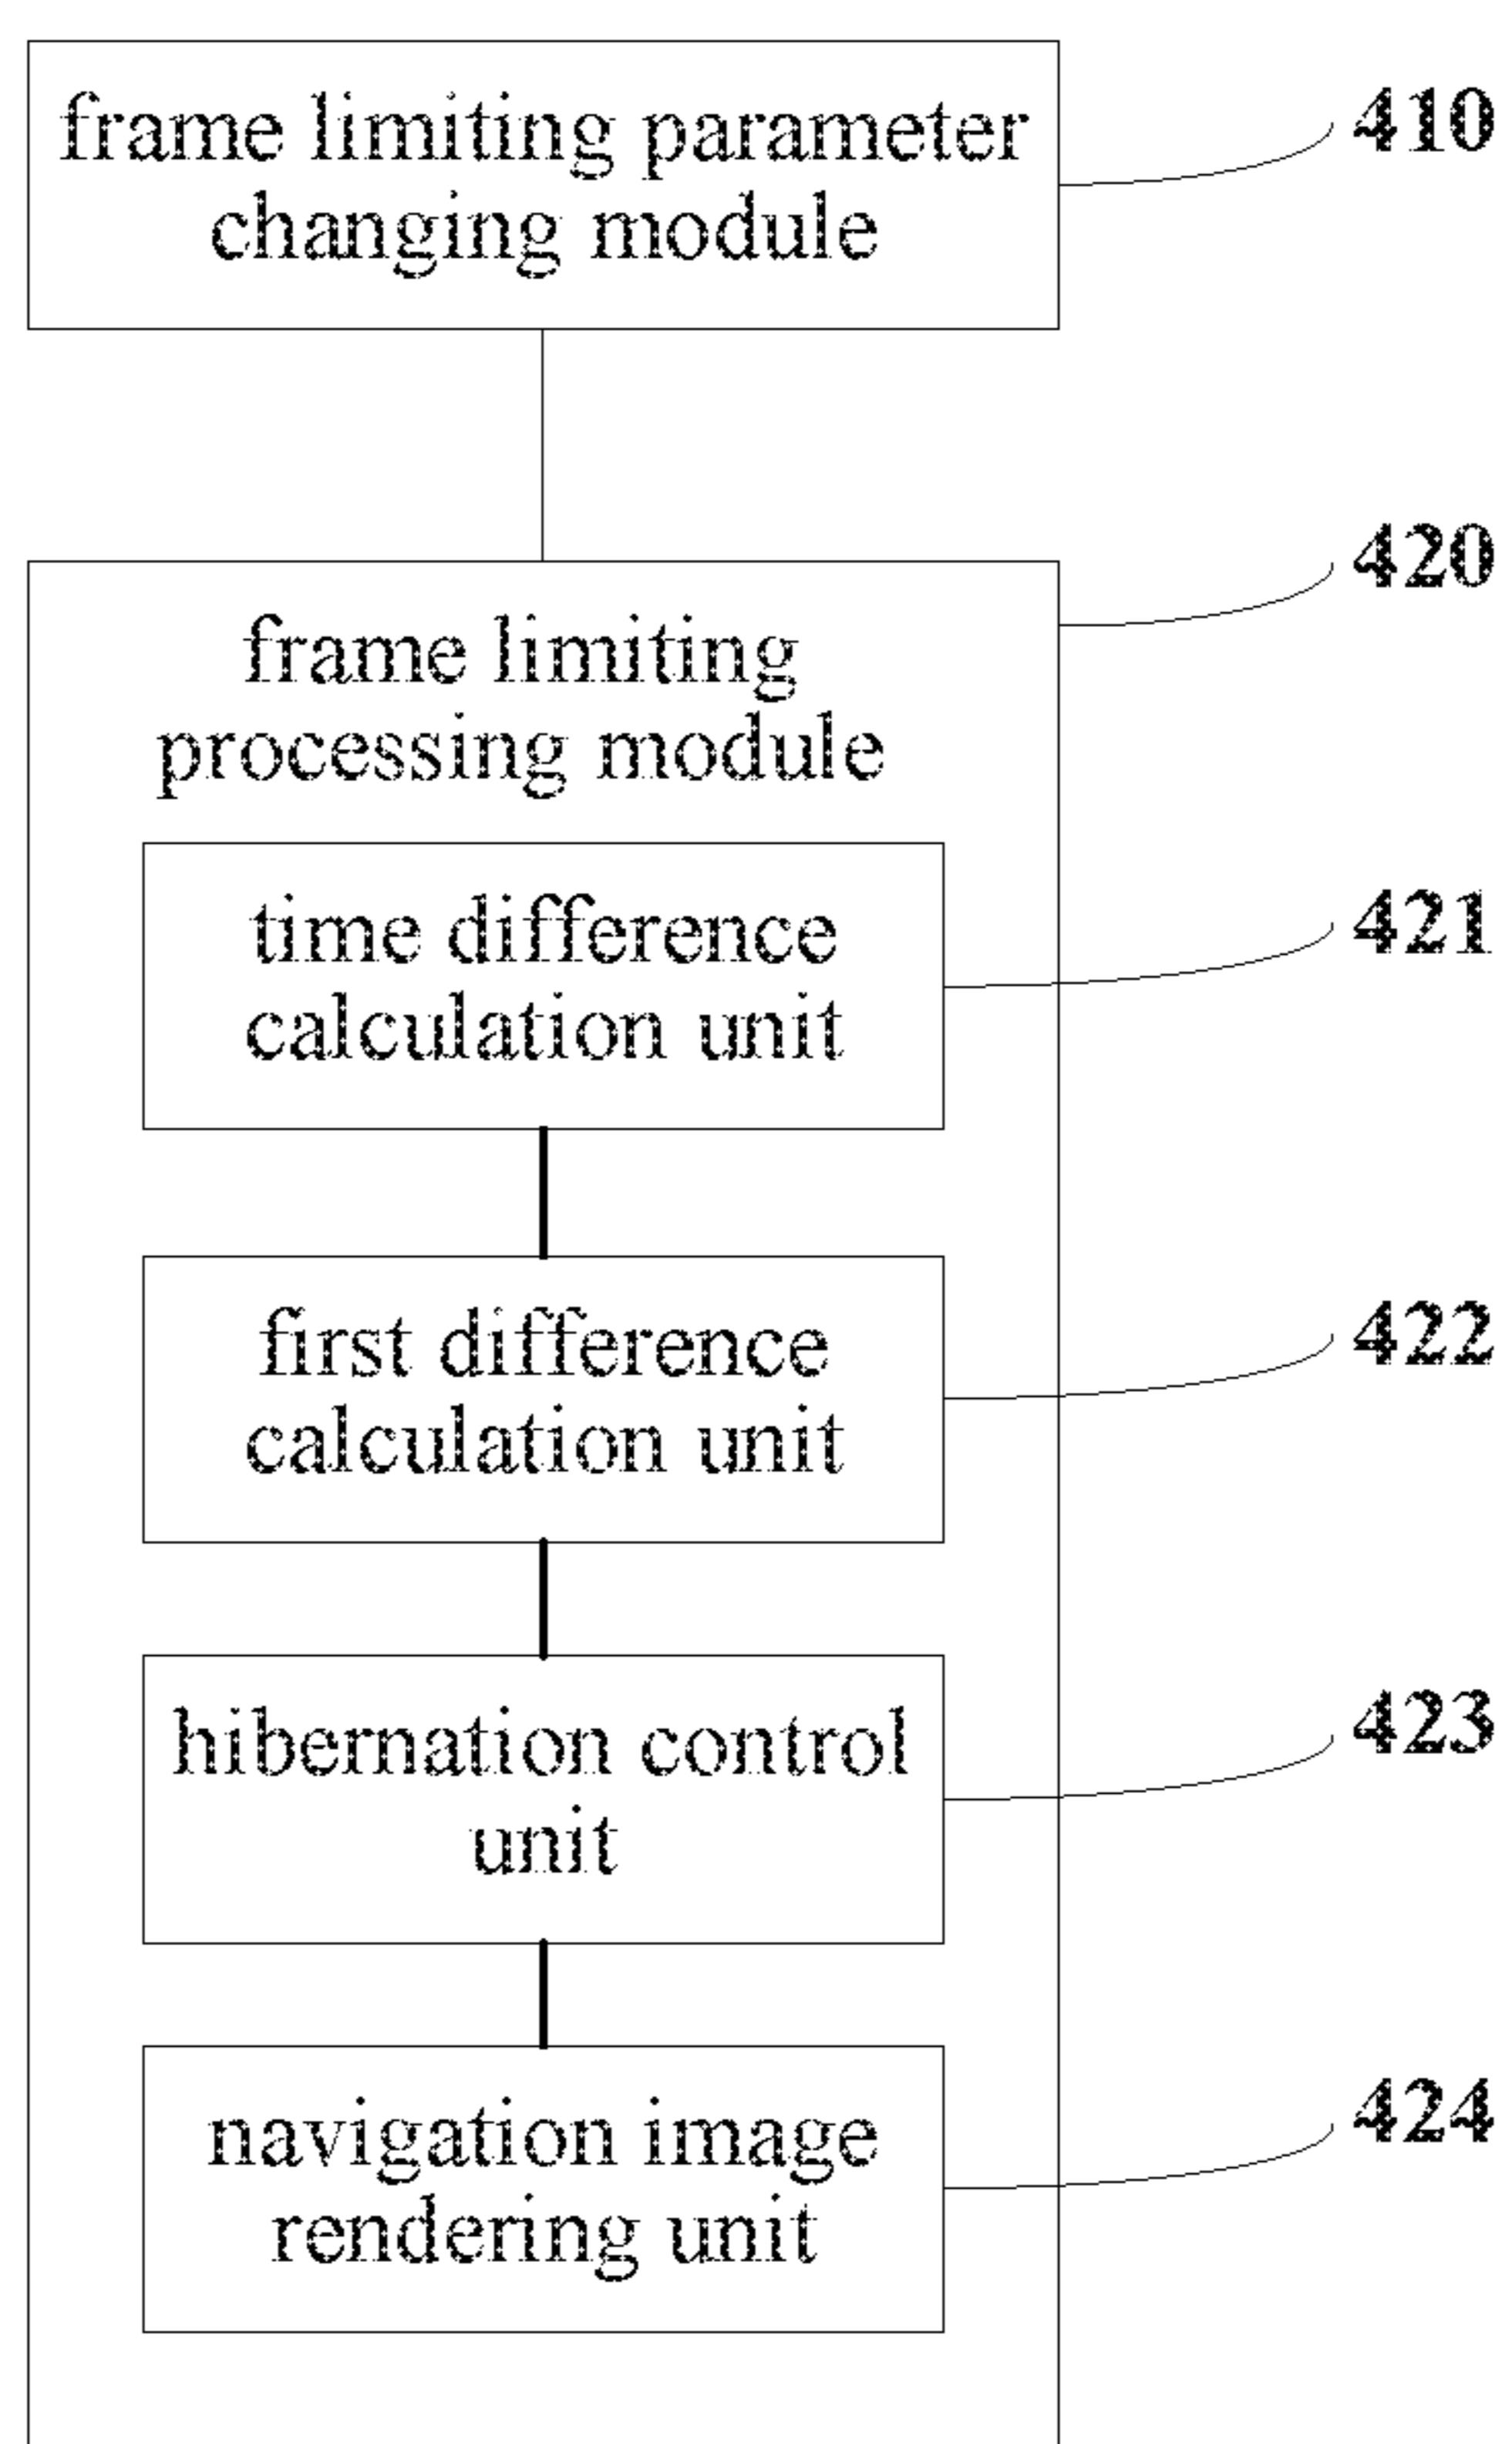 frame limiting parameter
changing module
410
420
frame limiting
processing module
time difference
calculation unit
421
first difference
calculation unit
422
hibernation control
unit
423
navigation image
rendering unit
424